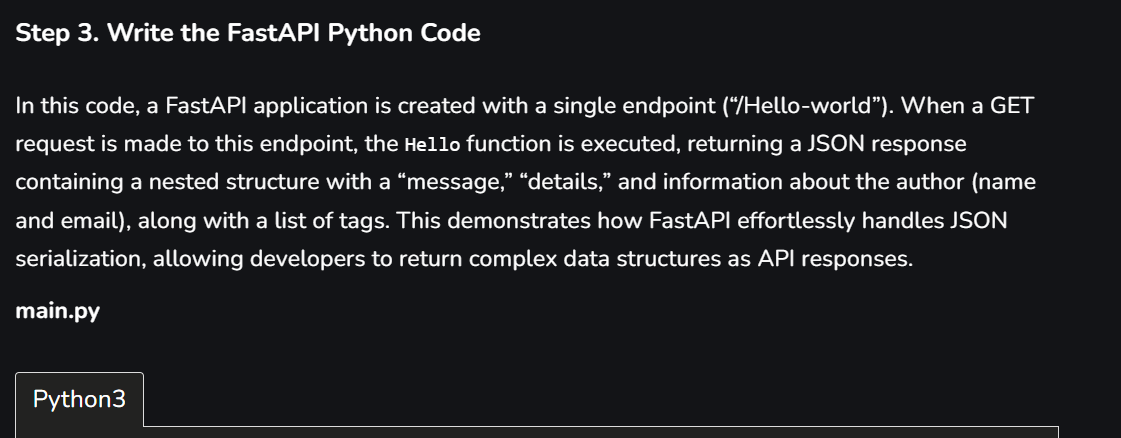 Step 3. Write the FastAPI Python Code
In this code, a FastAPI application is created with a single endpoint (“/Hello-world”). When a GET
request is made to this endpoint, the Hello function is executed, returning a JSON response
containing a nested structure with a “message,” “details,” and information about the author (name
and email), along with a list of tags. This demonstrates how FastAPI effortlessly handles JSON
serialization, allowing developers to return complex data structures as API responses.
main.py
Python3